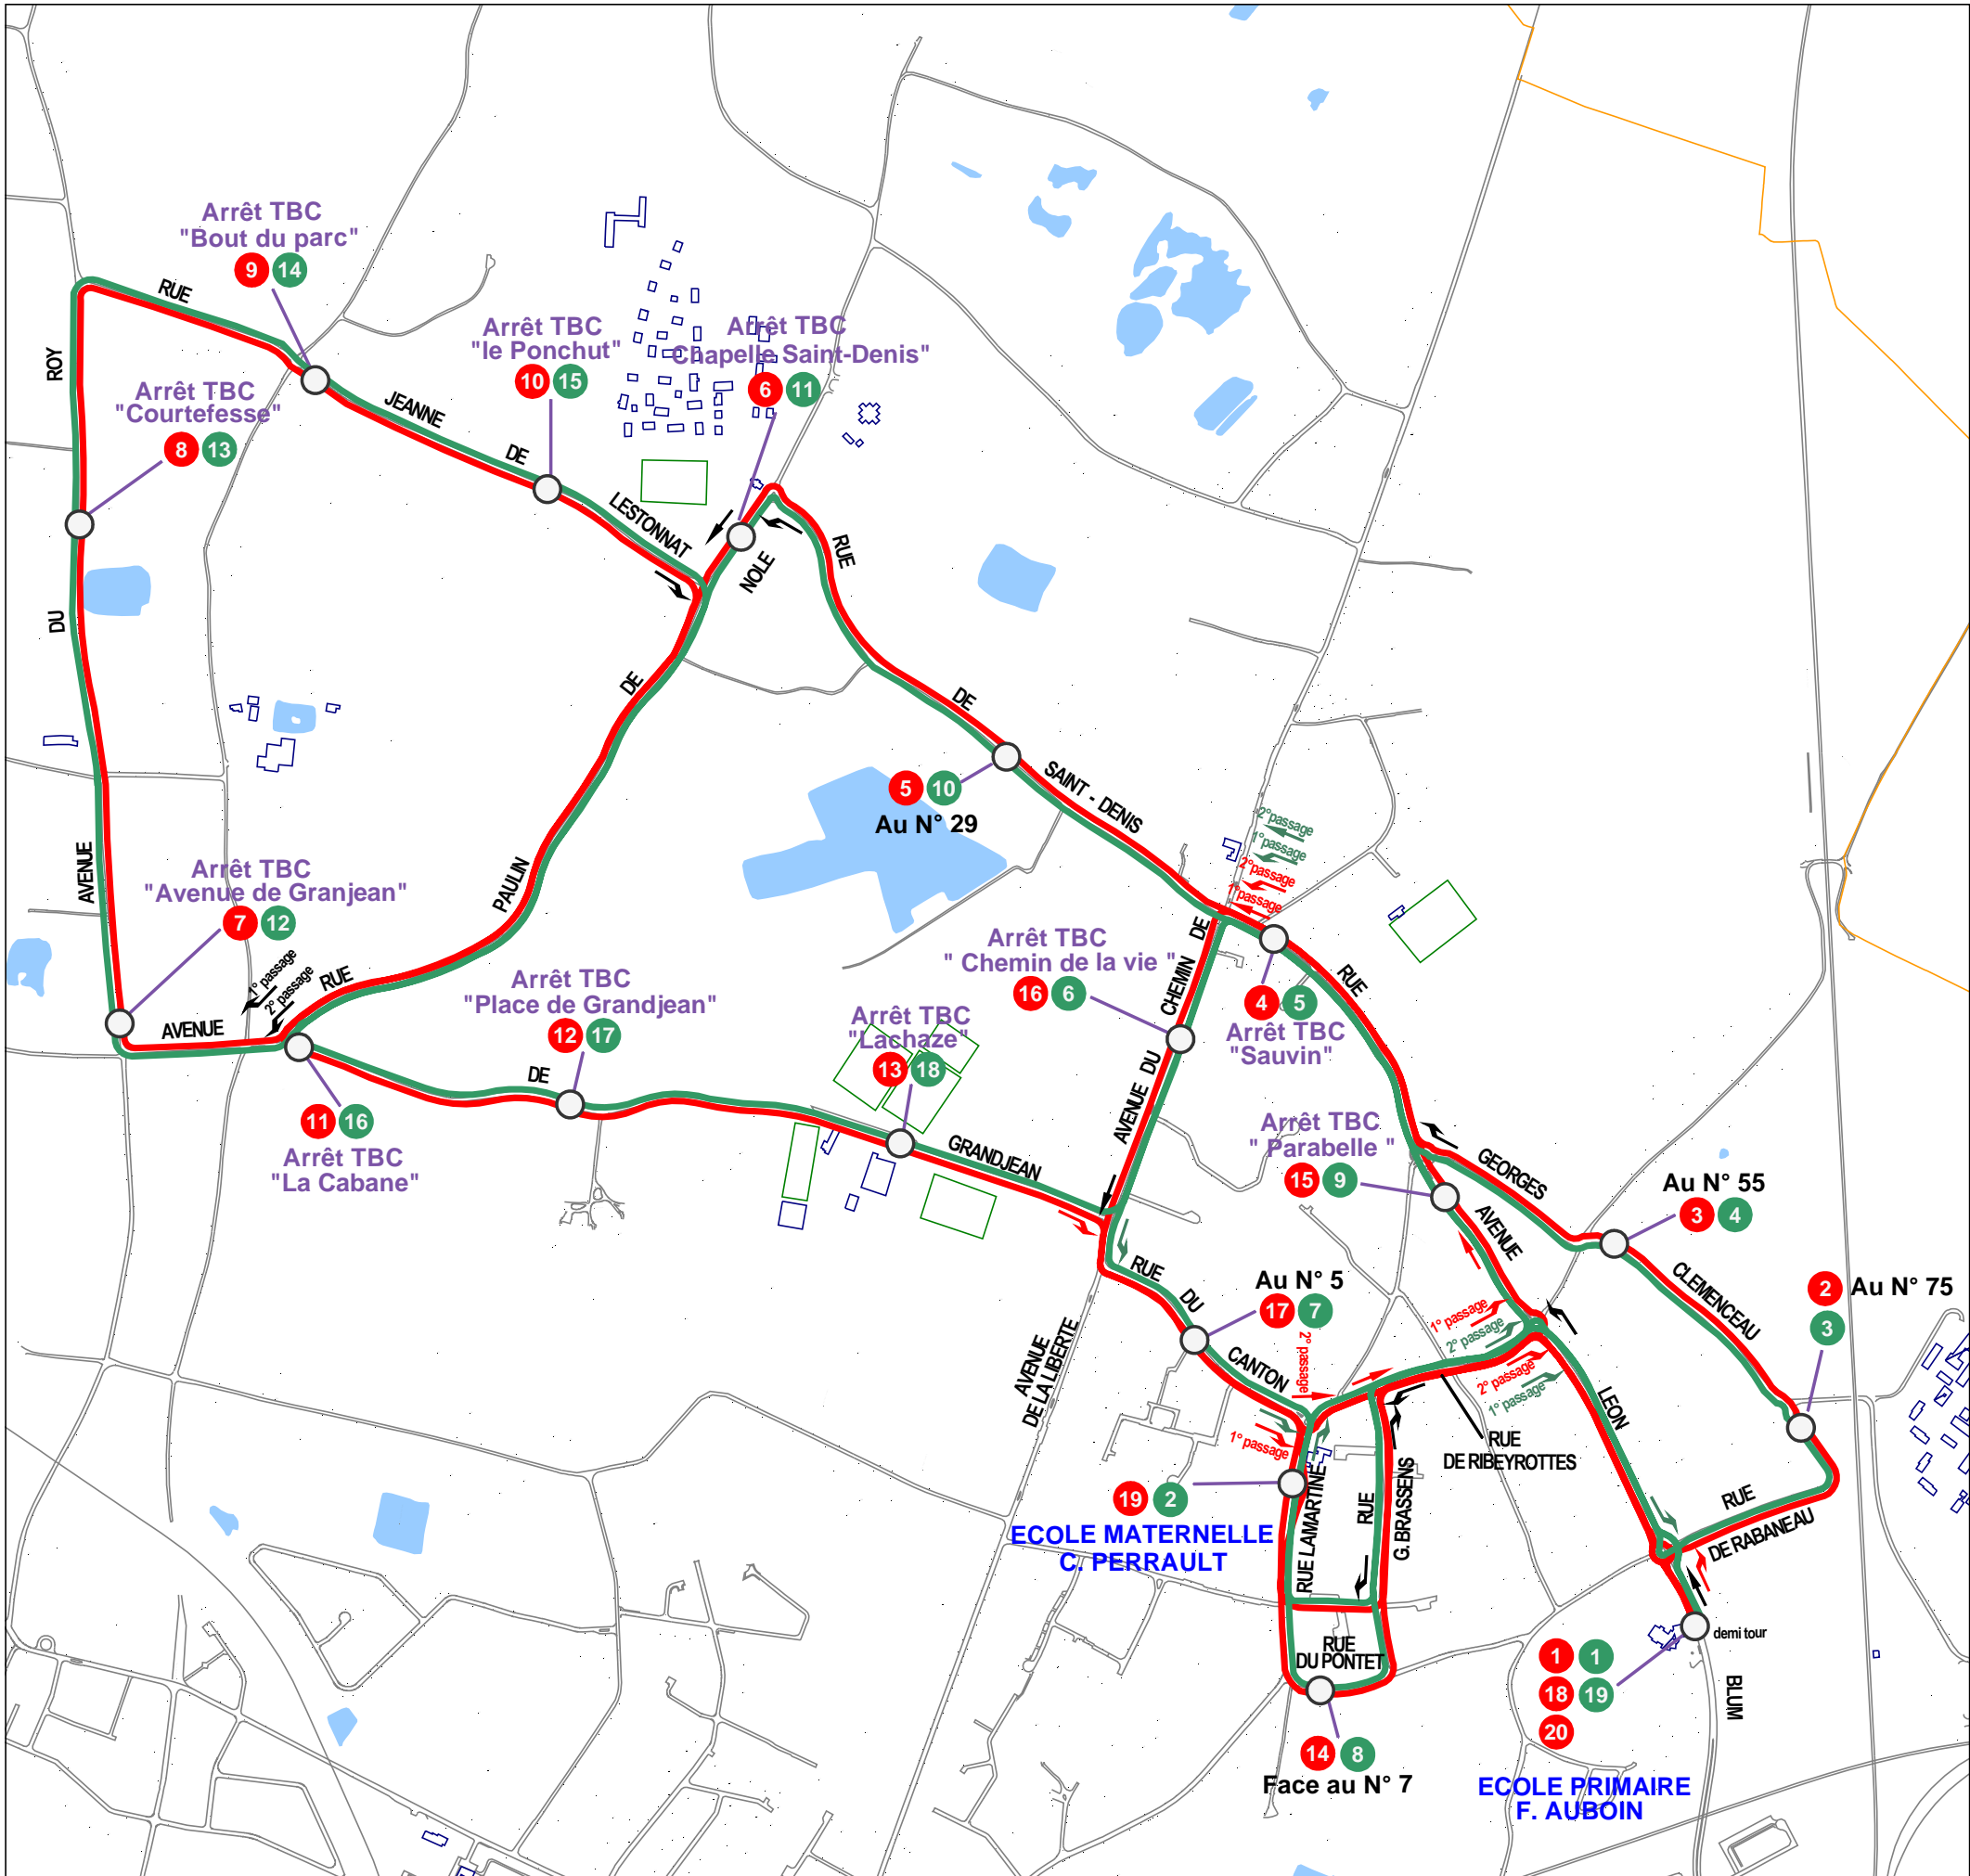 Arrêt TBC
"Bout du parc"
9 14
RUE
ROY
Arrêt TBC
"le Ponchut"
10 15
Arrêt TBC
Chapelle Saint-Denis"
6 11
Arrêt TBC
"Courtefesse"
8 13
JEANNE
DE
LESTONNAT
NOLE
RUE
DU
DE
DE
SAINT - DENIS
5 10
Au N° 29
2°passage
1°passage
2°passage
1°passage
AVENUE
PAULIN
Arrêt TBC
"Avenue de Granjean"
7 12
1° passage
2° passage
RUE
AVENUE
Arrêt TBC
"Place de Grandjean"
12 17
DE
Arrêt TBC
" Chemin de la vie "
16 6
CHEMIN DE
AVENUE DU
RUE
4 5
Arrêt TBC
"Sauvin"
Arrêt TBC
"Lachaze"
13 18
11 16
Arrêt TBC
"La Cabane"
GRANDJEAN
Arrêt TBC
" Parabelle "
15 9
GEORGES
AVENUE
Au N° 55
3 4
CLEMENCEAU
2 Au N° 75
3
RUE
DU
CANTON
Au N° 5
17 7
2° passage
1° passage
2° passage
2° passage
1° passage
1° passage
AVENUE
DE LA LIBERTE
LEON
RUE
DE RIBEYROTTES
19 2
ECOLE MATERNELLE
C. PERRAULT
RUE LAMARTINE
RUE
G.BRASSENS
RUE
DE RABANEAU
RUE
DU PONTET
demi tour
BLUM
1 1
18 19
20
14 8
Face au N° 7
ECOLE PRIMAIRE
F. AUBOIN